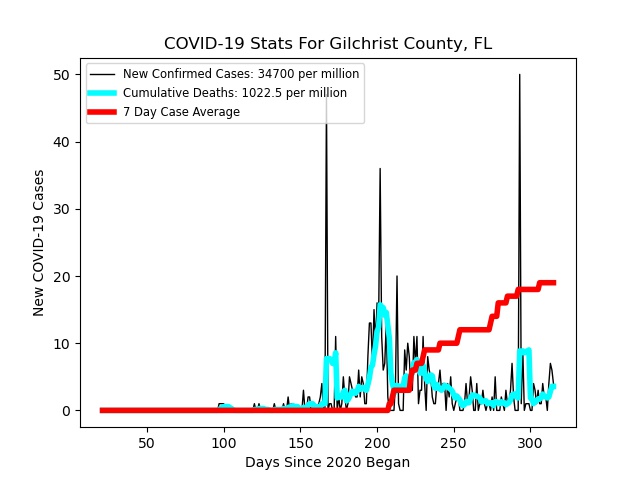 COVID-19 Stats For Gilchrist County, FL
New Confirmed Cases: 34700 per million
Cumulative Deaths: 1022.5 per million
7 Day Case Average
New COVID-19 Cases
50
40
30
20
10
0
50 100 150 200 250 300
Days Since 2020 Began